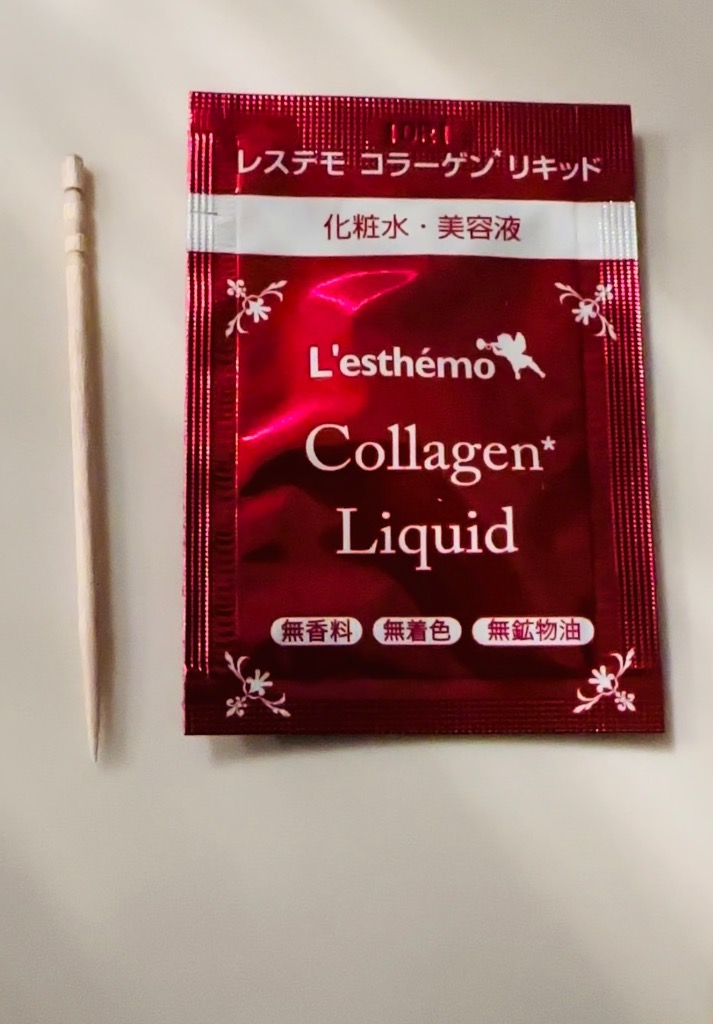 レスデモ コラーゲン*リキッド
化粧水・美容液
L'esthémo
Collagen*
Liquid
無香料 無着色 無鉱物油